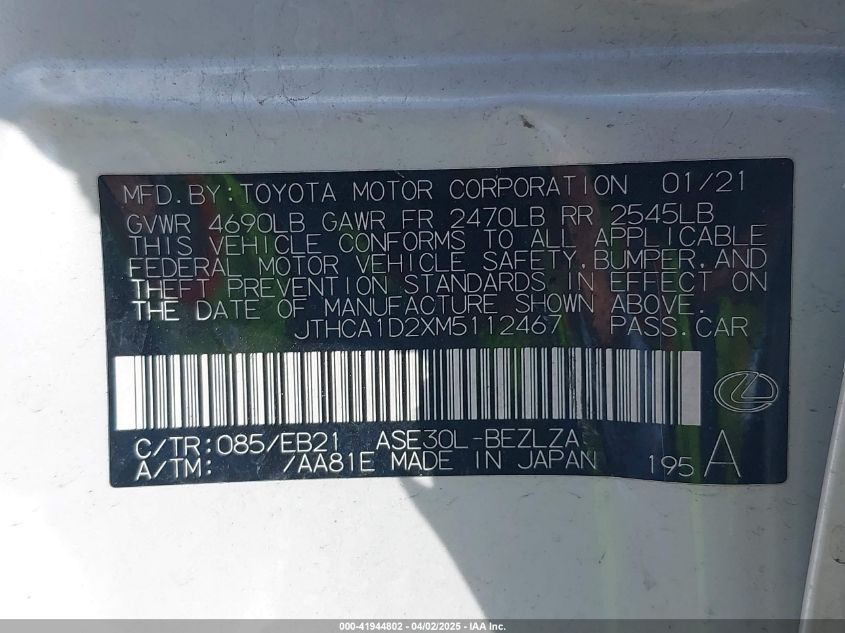 MFD. BY: TOYOTA MOTOR CORPORATION 01/21
GVWR 4690LB GAWR FR 2470LB RR 2545LB
THIS VEHICLE CONFORMS TO ALL APPLICABLE
FEDERAL MOTOR VEHICLE SAFETY, BUMPER, AND
THEFT PREVENTION STANDARDS IN EFFECT ON
THE DATE OF MANUFACTURE SHOWN ABOVE.
JTHCA1D2XM5112467 PASS. CAR
C/TR: 085/EB21 ASE30L-BEZLZA
A/TM: /AA81E MADE IN JAPAN 195 A
000-41944802 - 04/02/2025 - IAA Inc.